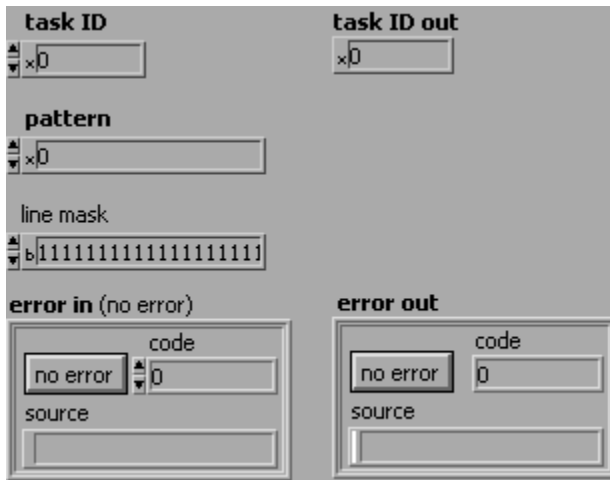 task ID
task ID out
x0
x0
pattern
x0
line mask
b1111111111111111111111
error in (no error)
error out
code
code
no error
0
no error
0
source
source